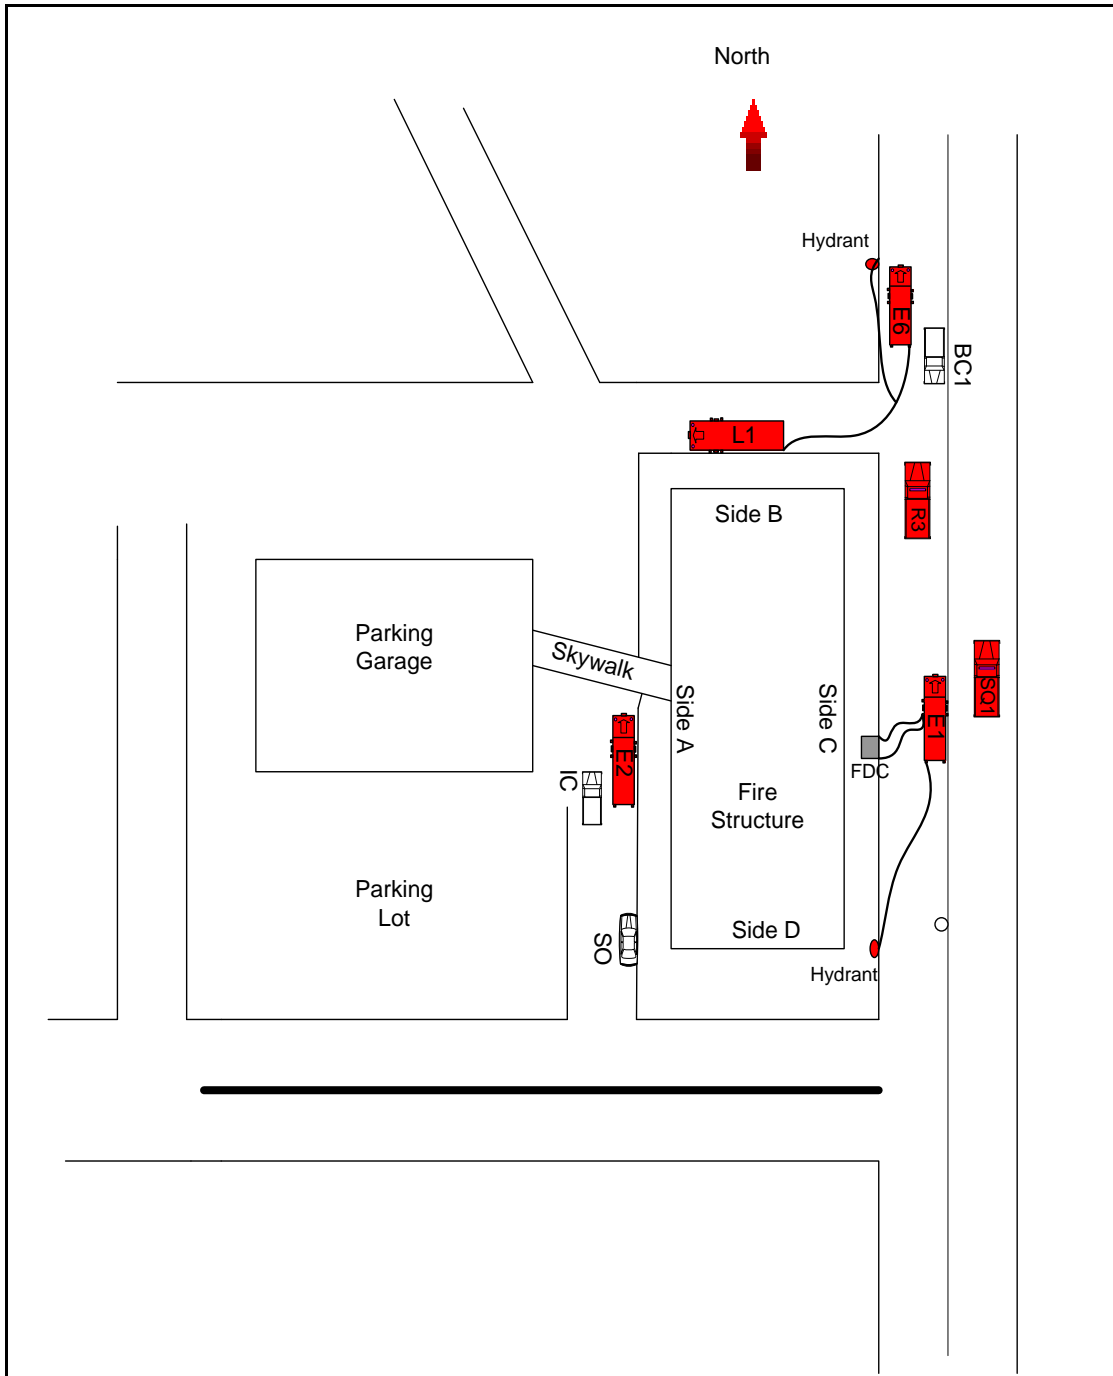 North
Hydrant
E6
BC1
L1
Side B
R3
Parking
Garage
Skywalk
Side A
Side C
SQ1
E1
E2
IC
FDC
Fire
Structure
Parking
Lot
Side D
SO
Hydrant